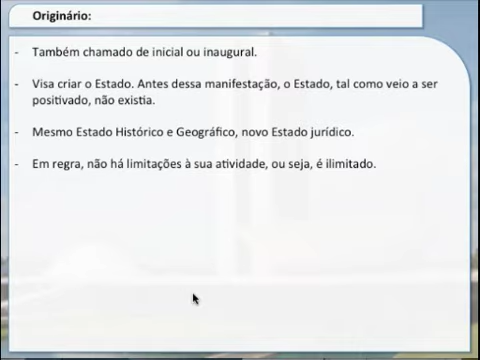 Originário:
- Também chamado de inicial ou inaugural.
- Visa criar o Estado. Antes dessa manifestação, o Estado, tal como veio a ser
positivado, não existia.
- Mesmo Estado Histórico e Geográfico, novo Estado jurídico.
- Em regra, não há limitações à sua atividade, ou seja, é ilimitado.